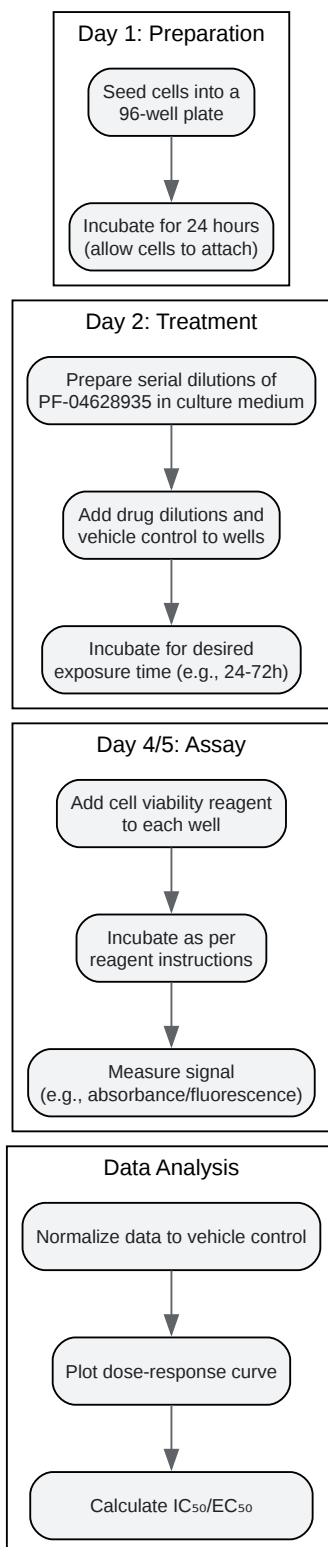 Day 1: Preparation
Seed cells into a
96-well plate
Incubate for 24 hours
(allow cells to attach)
Day 2: Treatment
Prepare serial dilutions of
PF-04628935 in culture medium
Add drug dilutions and
vehicle control to wells
Incubate for desired
exposure time (e.g., 24-72h)
Day 4/5: Assay
Add cell viability reagent
to each well
Incubate as per
reagent instructions
Measure signal
(e.g., absorbance/fluorescence)
Data Analysis
Normalize data to vehicle control
Plot dose-response curve
Calculate IC₅₀/EC₅₀